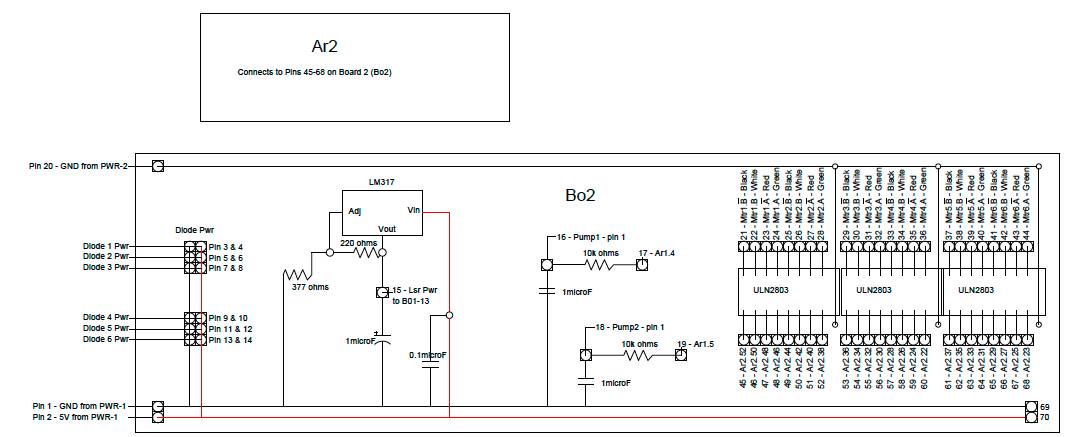 Ar2
Connects to Pins 45-68 on Board 2 (Bo2)
Pin 20 - GND from PWR-2
LM317
Adj
Vin
Vout
Bo2
Diode Pwr
Diode 1 Pwr
Pin 3 & 4
Diode 2 Pwr
Pin 5 & 6
Diode 3 Pwr
Pin 7 & 8
220 ohms
377 ohms
15 - Lsr Pwr
to B01-13
Diode 4 Pwr
Pin 9 & 10
Diode 5 Pwr
Pin 11 & 12
Diode 6 Pwr
Pin 13 & 14
1microF
0.1microF
16 - Pump1 - pin 1
10k ohms
17 - Ar1.4
1microF
18 - Pump2 - pin 1
10k ohms
19 - Ar1.5
1microF
21 - Mtr1.B̅ - Black
22 - Mtr1.B - White
23 - Mtr1.A̅ - Red
24 - Mtr1.A - Green
25 - Mtr2.B̅ - Black
26 - Mtr2.B - White
27 - Mtr2.A̅ - Red
28 - Mtr2.A - Green
29 - Mtr3.B̅ - Black
30 - Mtr3.B - White
31 - Mtr3.A̅ - Red
32 - Mtr3.A - Green
33 - Mtr4.B̅ - Black
34 - Mtr4.B - White
35 - Mtr4.A̅ - Red
36 - Mtr4.A - Green
37 - Mtr5.B̅ - Black
38 - Mtr5.B - White
39 - Mtr5.A̅ - Red
40 - Mtr5.A - Green
41 - Mtr6.B̅ - Black
42 - Mtr6.B - White
43 - Mtr6.A̅ - Red
44 - Mtr6.A - Green
ULN2803
ULN2803
ULN2803
45 - Ar2.52
46 - Ar2.50
47 - Ar2.48
48 - Ar2.46
49 - Ar2.44
50 - Ar2.42
51 - Ar2.40
52 - Ar2.38
53 - Ar2.36
54 - Ar2.34
55 - Ar2.32
56 - Ar2.30
57 - Ar2.28
58 - Ar2.26
59 - Ar2.24
60 - Ar2.22
61 - Ar2.37
62 - Ar2.35
63 - Ar2.33
64 - Ar2.31
65 - Ar2.29
66 - Ar2.27
67 - Ar2.25
68 - Ar2.23
Pin 1 - GND from PWR-1
69
Pin 2 - 5V from PWR-1
70